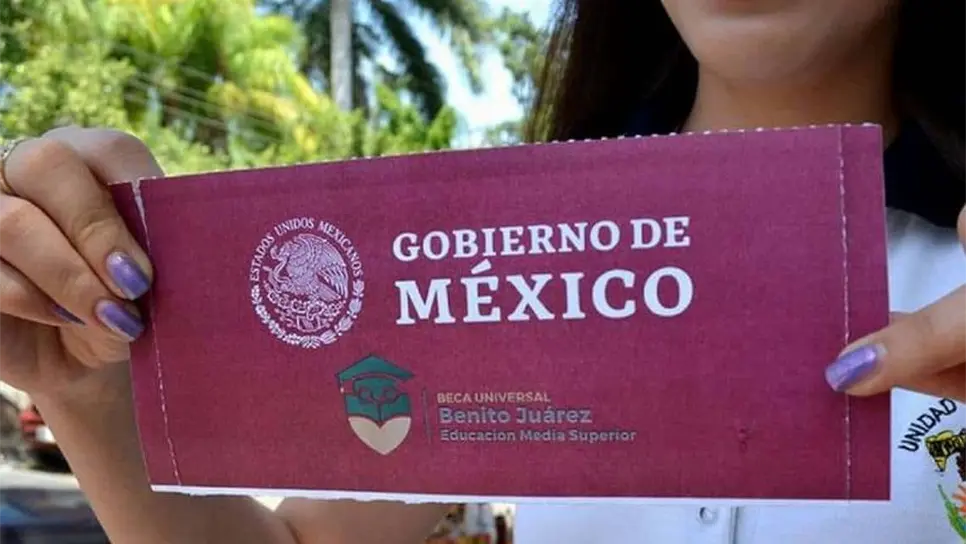 ESTADOS UNIDOS MEXICANOS
GOBIERNO DE
MÉXICO
BECA UNIVERSAL
Benito Juárez
Educación Media Superior
UNIDAD